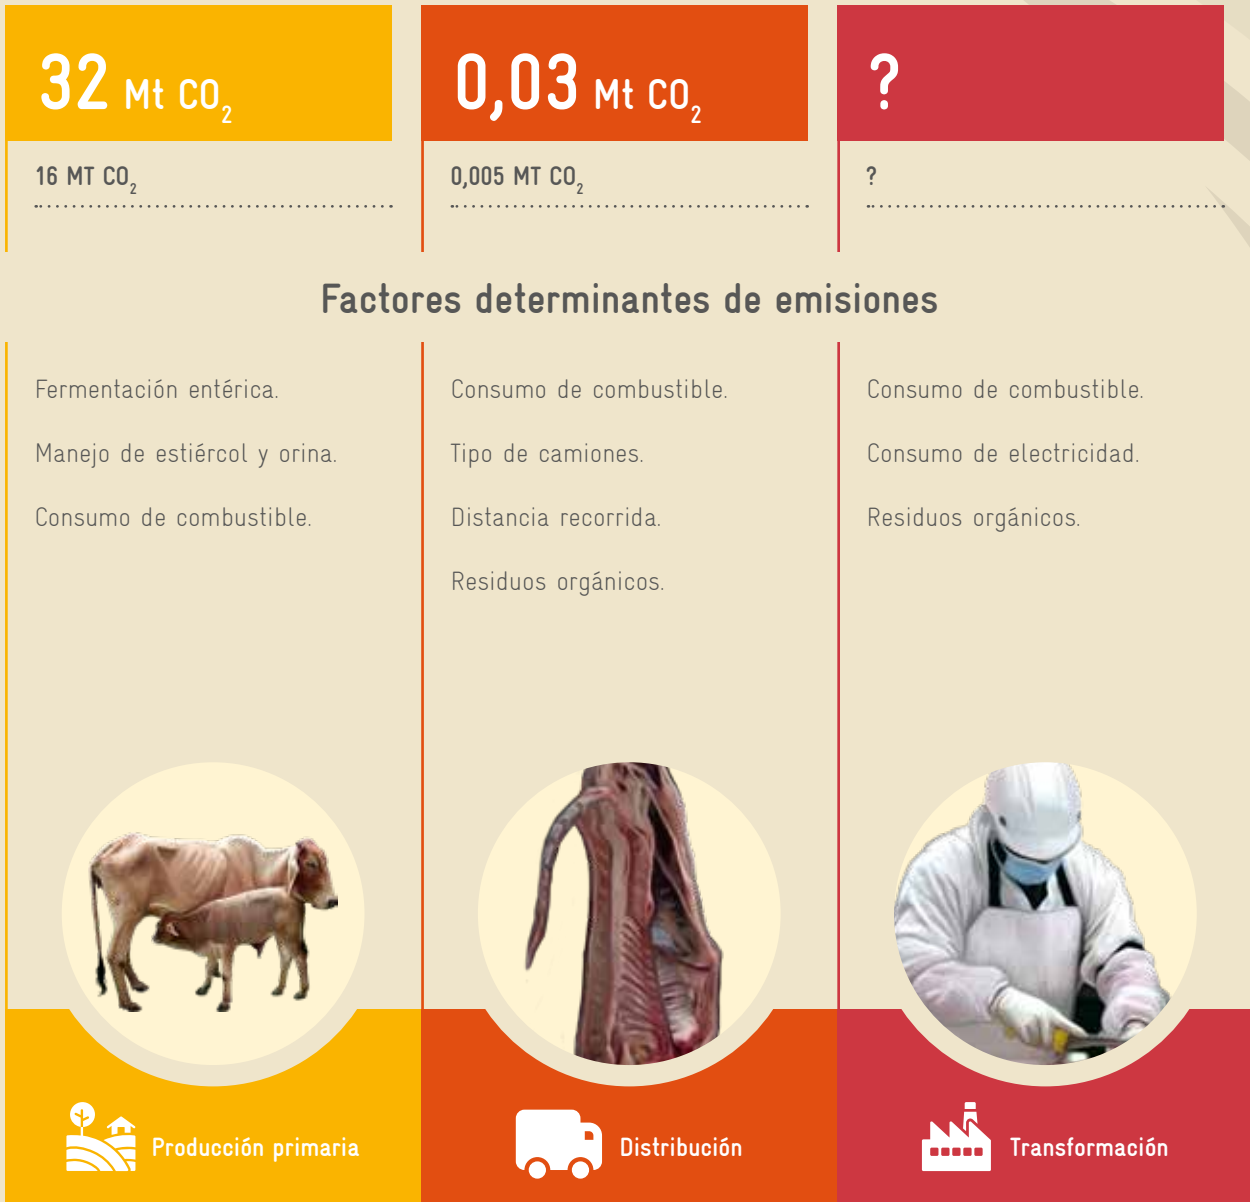 32 Mt CO₂
0,03 Mt CO₂
?
16 MT CO₂
0,005 MT CO₂
?
Factores determinantes de emisiones
Fermentación entérica.
Manejo de estiércol y orina.
Consumo de combustible.
Consumo de combustible.
Tipo de camiones.
Distancia recorrida.
Residuos orgánicos.
Consumo de combustible.
Consumo de electricidad.
Residuos orgánicos.
Producción primaria
Distribución
Transformación